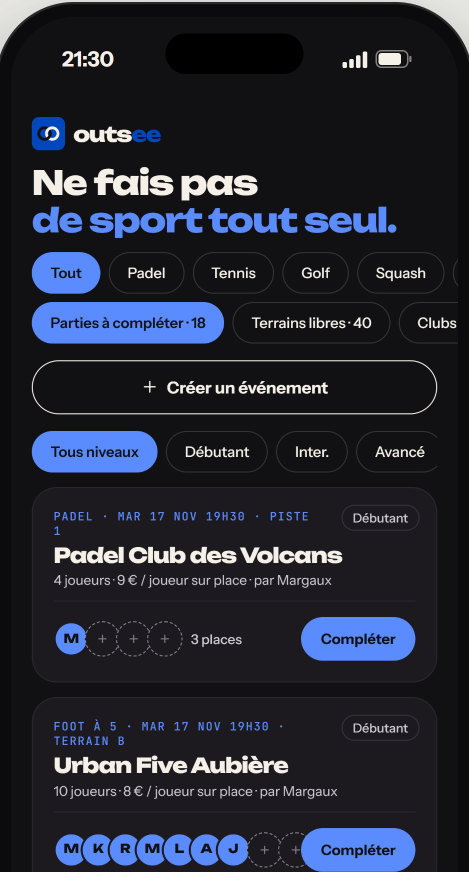 21:30
outsee
Ne fais pas
de sport tout seul.
Tout Padel Tennis Golf Squash
Parties à compléter · 18 Terrains libres · 40 Clubs
+ Créer un événement
Tous niveaux Débutant Inter. Avancé
PADEL · MAR 17 NOV 19H30 · PISTE
1
Débutant
Padel Club des Volcans
4 joueurs · 9 € / joueur sur place · par Margaux
M + + + 3 places Compléter
FOOT À 5 · MAR 17 NOV 19H30 ·
TERRAIN B
Débutant
Urban Five Aubière
10 joueurs · 8 € / joueur sur place · par Margaux
M K R M L A J + + Compléter